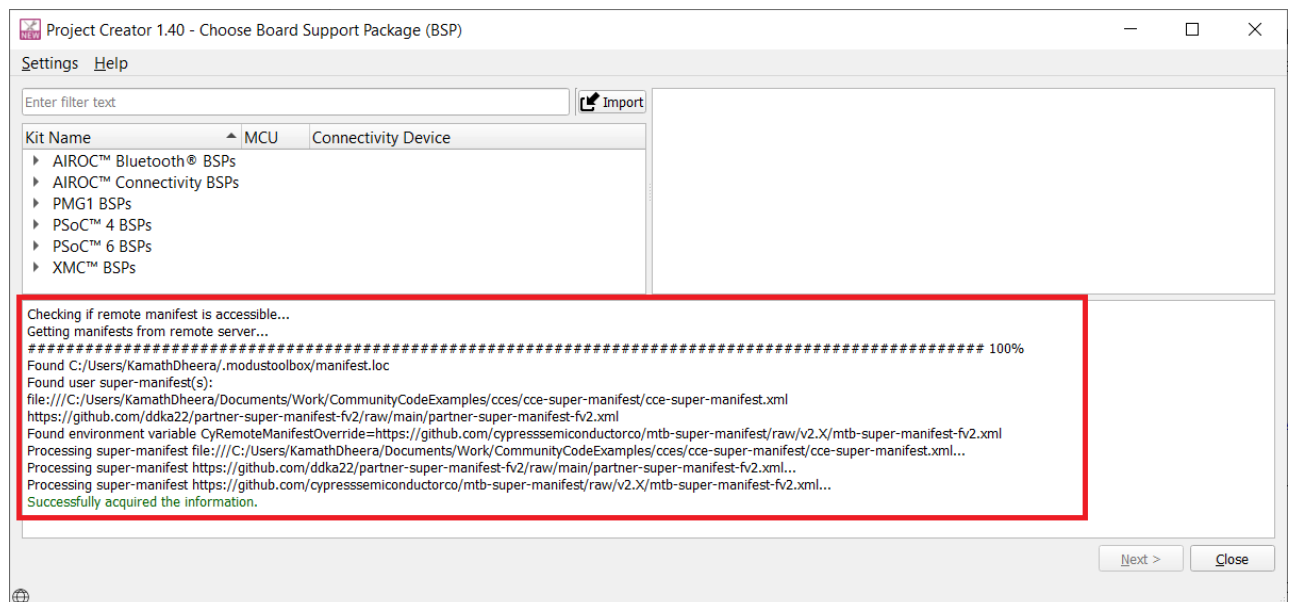 NEW Project Creator 1.40 - Choose Board Support Package (BSP)
Settings Help
Enter filter text Import
Kit Name MCU Connectivity Device
AIROC™ Bluetooth® BSPs
AIROC™ Connectivity BSPs
PMG1 BSPs
PSoC™ 4 BSPs
PSoC™ 6 BSPs
XMC™ BSPs
Checking if remote manifest is accessible...
Getting manifests from remote server...
#################################################################################################### 100%
Found C:/Users/KamathDheera/.modustoolbox/manifest.loc
Found user super-manifest(s):
file:///C:/Users/KamathDheera/Documents/Work/CommunityCodeExamples/cces/cce-super-manifest/cce-super-manifest.xml
https://github.com/ddka22/partner-super-manifest-fv2/raw/main/partner-super-manifest-fv2.xml
Found environment variable CyRemoteManifestOverride=https://github.com/cypresssemiconductorco/mtb-super-manifest/raw/v2.X/mtb-super-manifest-fv2.xml
Processing super-manifest file:///C:/Users/KamathDheera/Documents/Work/CommunityCodeExamples/cces/cce-super-manifest/cce-super-manifest.xml...
Processing super-manifest https://github.com/ddka22/partner-super-manifest-fv2/raw/main/partner-super-manifest-fv2.xml...
Processing super-manifest https://github.com/cypresssemiconductorco/mtb-super-manifest/raw/v2.X/mtb-super-manifest-fv2.xml...
Successfully acquired the information.
Next > Close